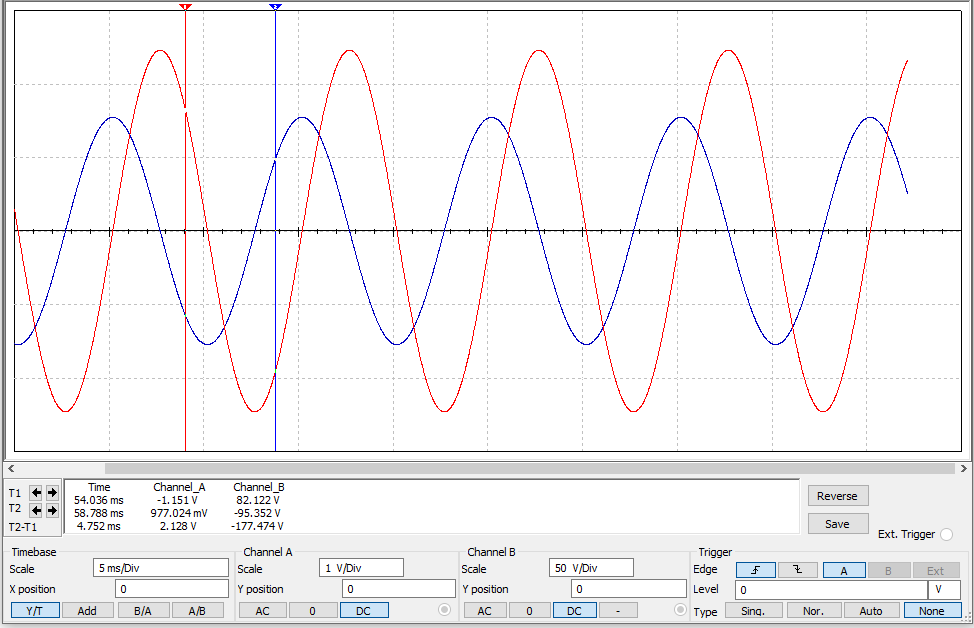 1 2
< >
Time Channel_A Channel_B
T1 54.036 ms -1.151 V 82.122 V
T2 58.788 ms 977.024 mV -95.352 V
T2-T1 4.752 ms 2.128 V -177.474 V
Reverse
Save
Ext. Trigger
Timebase Channel A Channel B Trigger
Scale 5 ms/Div Scale 1 V/Div Scale 50 V/Div Edge A B Ext
X position 0 Y position 0 Y position 0 Level 0 V
Y/T Add B/A A/B AC 0 DC AC 0 DC - Type Sing. Nor. Auto None